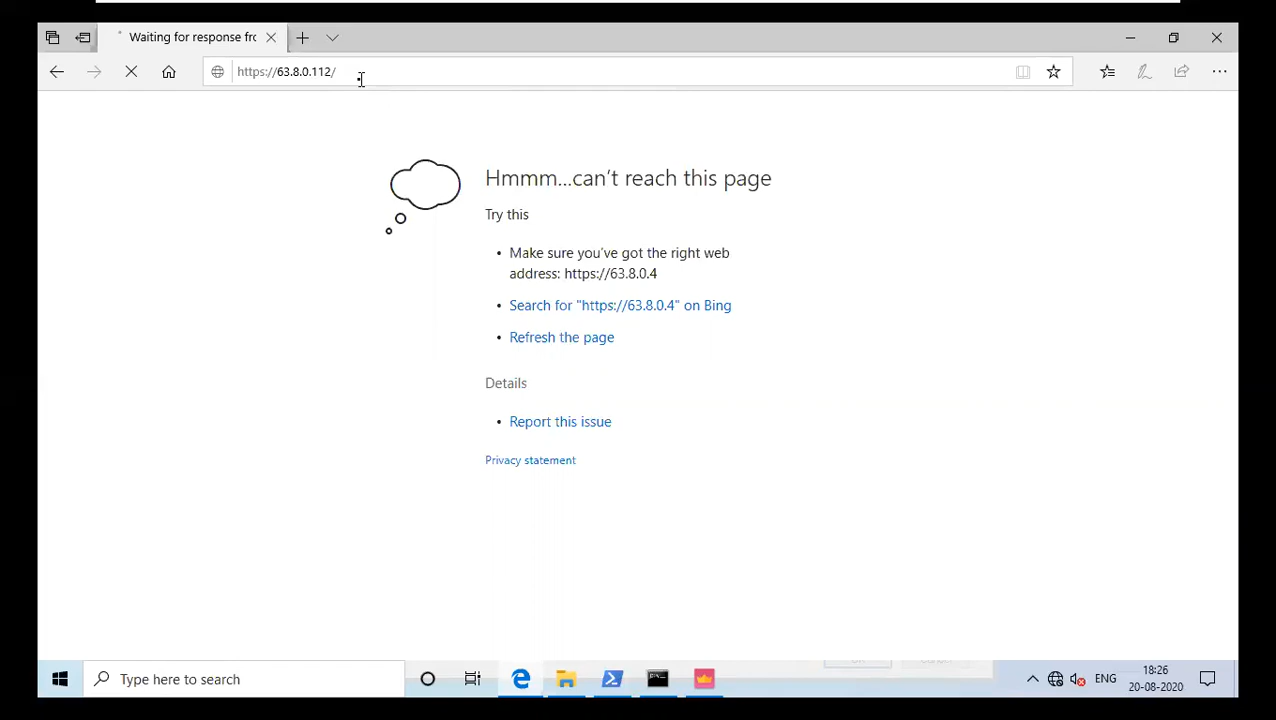 Waiting for response fro
https://63.8.0.112/
Hmmm...can't reach this page
Try this
• Make sure you've got the right web
address: https://63.8.0.4
• Search for "https://63.8.0.4" on Bing
• Refresh the page
Details
• Report this issue
Privacy statement
Type here to search
ENG
18:26
20-08-2020